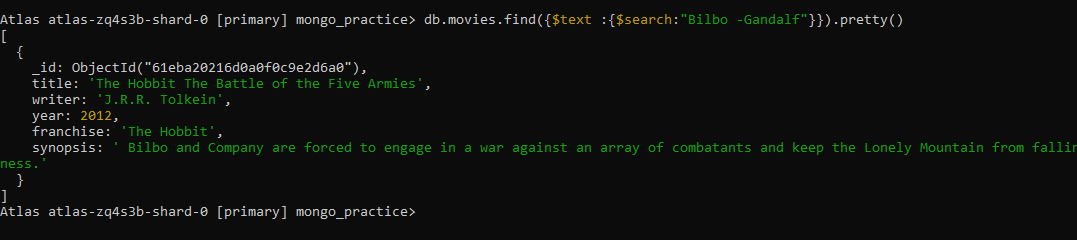 Atlas atlas-zq4s3b-shard-0 [primary] mongo_practice> db.movies.find({$text :{$search:"Bilbo -Gandalf"}}).pretty()
[
  {
    _id: ObjectId("61eba20216d0a0f0c9e2d6a0"),
    title: 'The Hobbit The Battle of the Five Armies',
    writer: 'J.R.R. Tolkein',
    year: 2012,
    franchise: 'The Hobbit',
    synopsis: ' Bilbo and Company are forced to engage in a war against an array of combatants and keep the Lonely Mountain from fallin
ness.'
  }
]
Atlas atlas-zq4s3b-shard-0 [primary] mongo_practice>